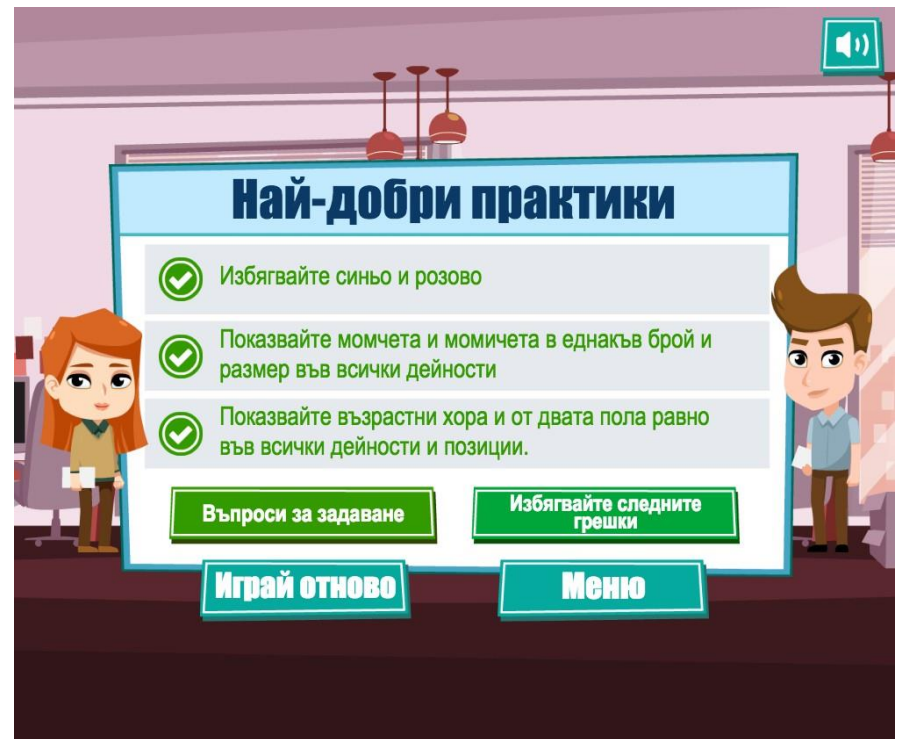 Най-добри практики
Избягвайте синьо и розово
Показвайте момчета и момичета в еднакъв брой и
размер във всички дейности
Показвайте възрастни хора и от двата пола равно
във всички дейности и позиции.
Въпроси за задаване
Избягвайте следните
грешки
Играй отново
Меню